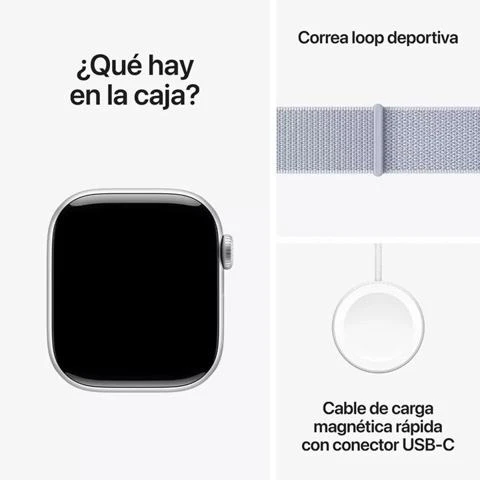 ¿Qué hay
en la caja?
Correa loop deportiva
Cable de carga
magnética rápida
con conector USB-C